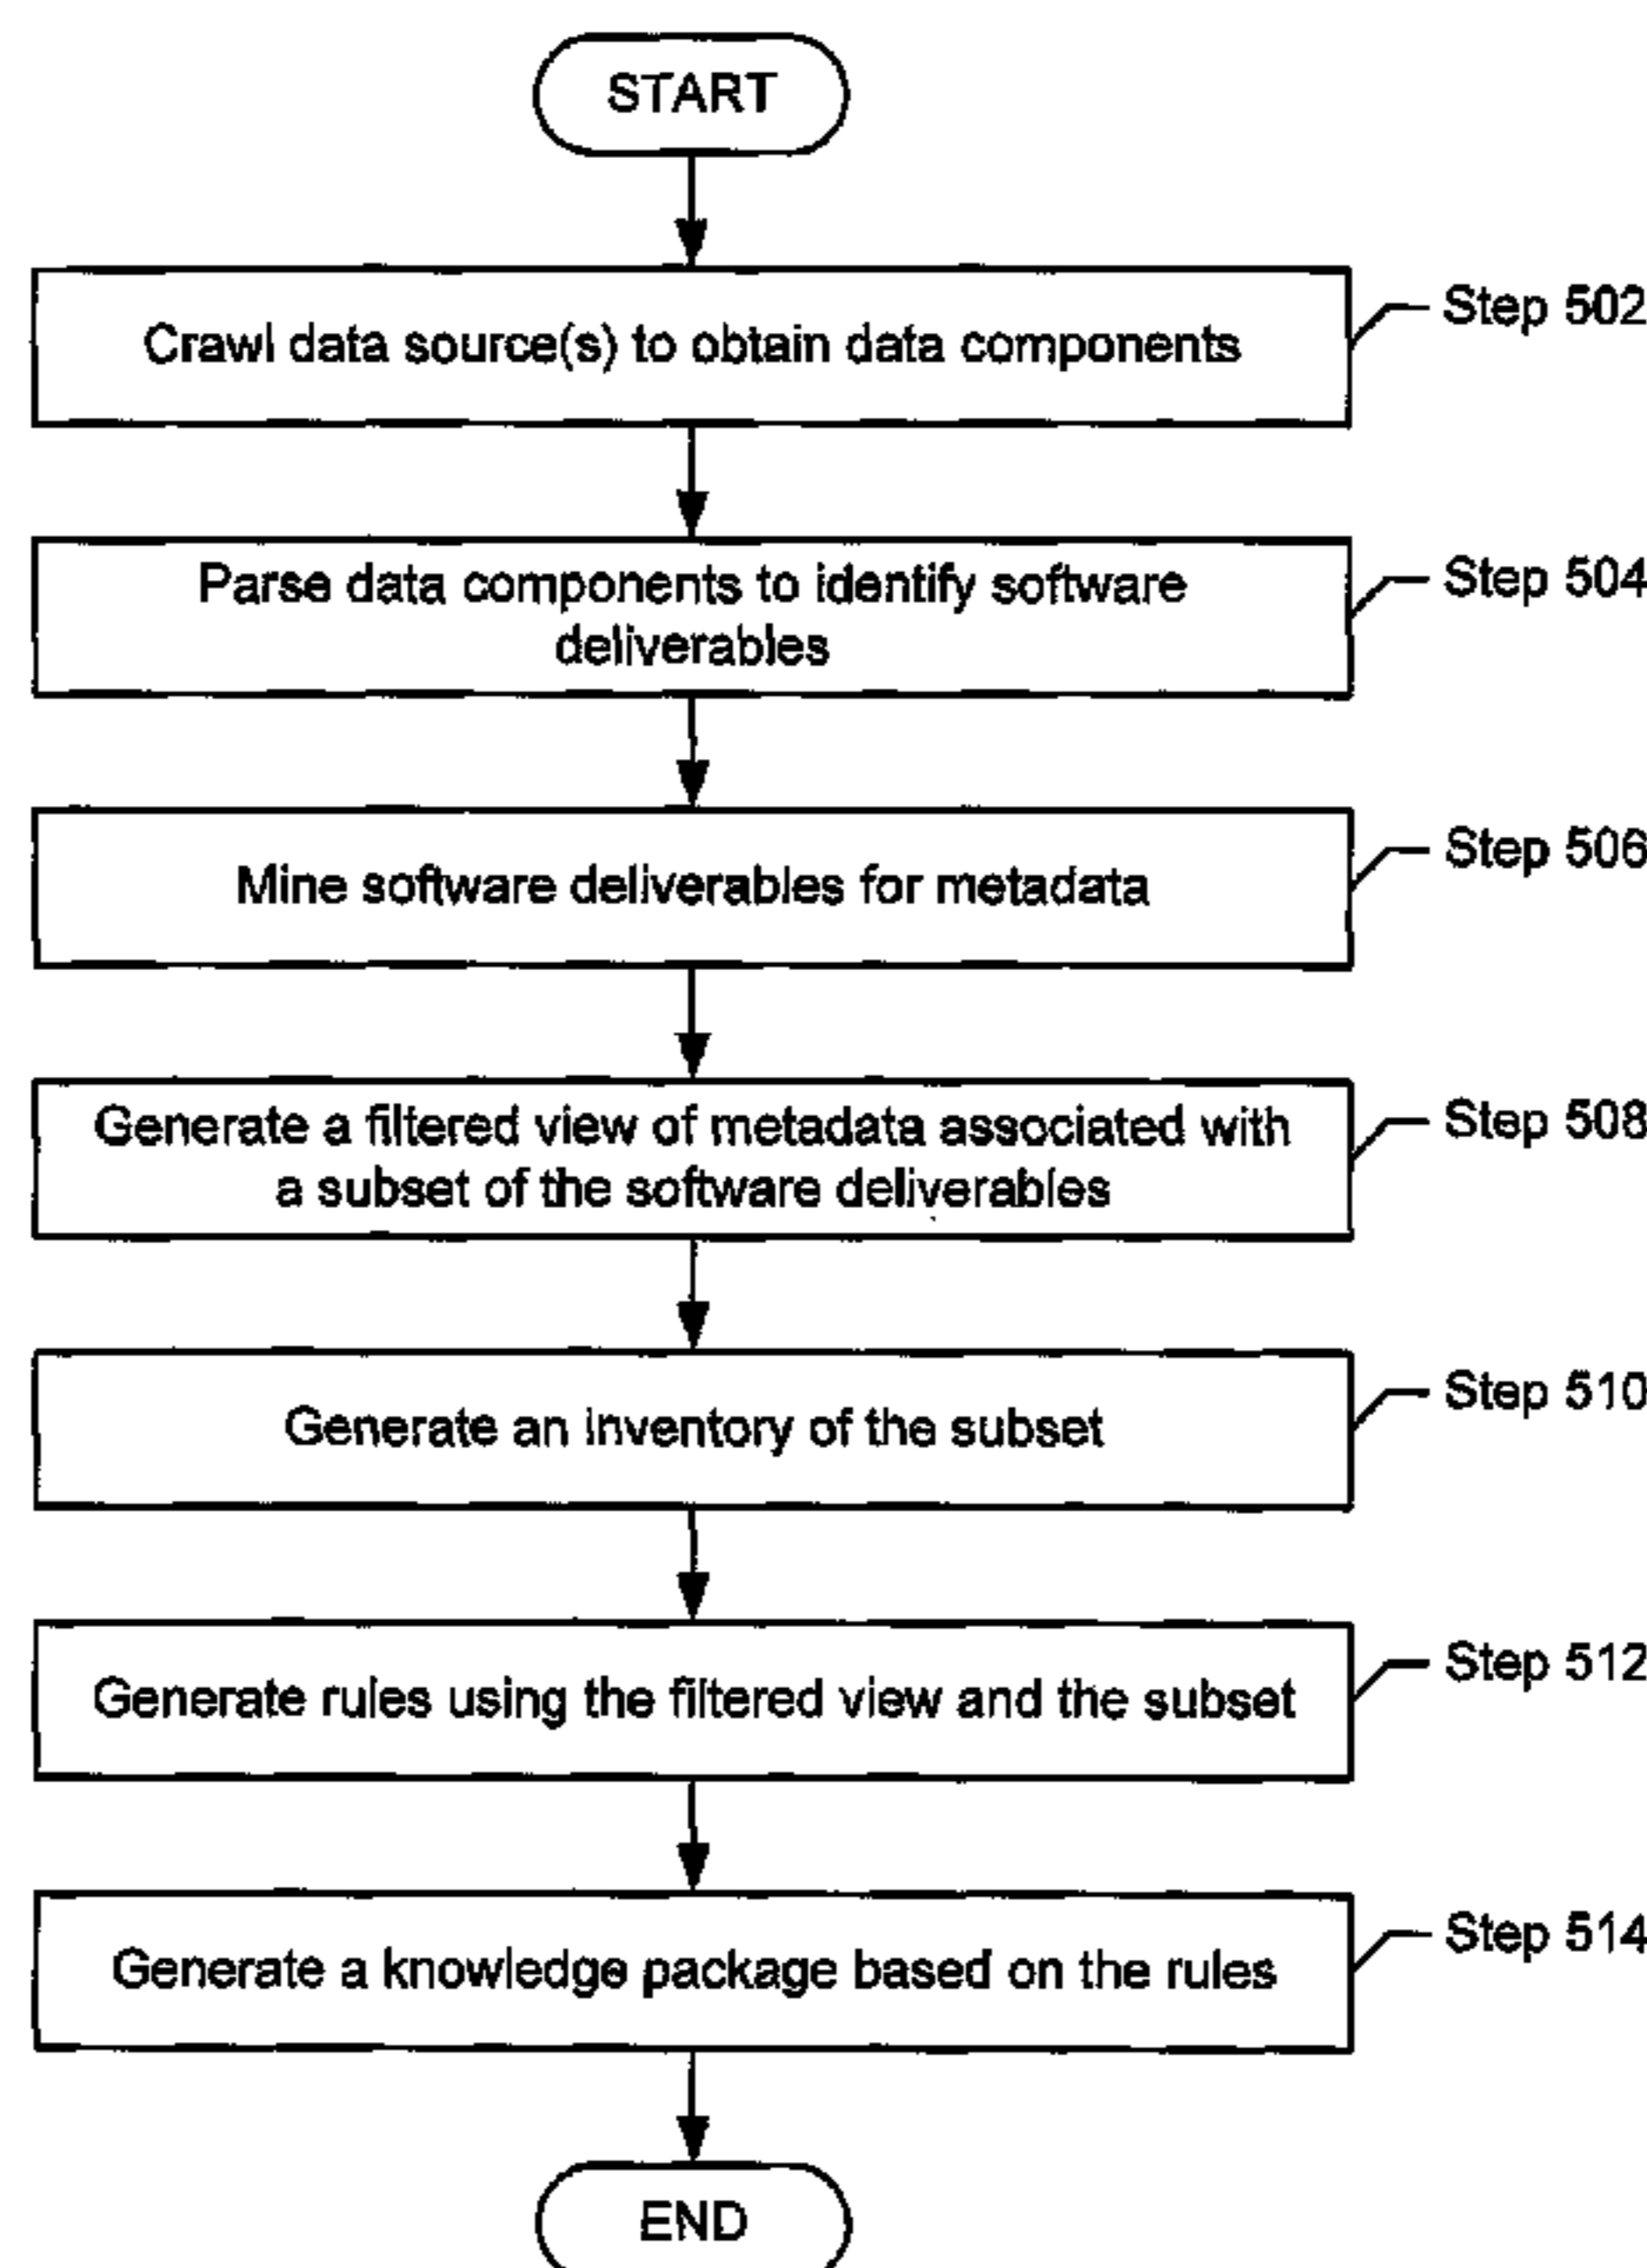 START
Crawl data source(s) to obtain data components
Step 502
Parse data components to identify software
deliverables
Step 504
Mine software deliverables for metadata
Step 506
Generate a filtered view of metadata associated with
a subset of the software deliverables
Step 508
Generate an inventory of the subset
Step 510
Generate rules using the filtered view and the subset
Step 512
Generate a knowledge package based on the rules
Step 514
END